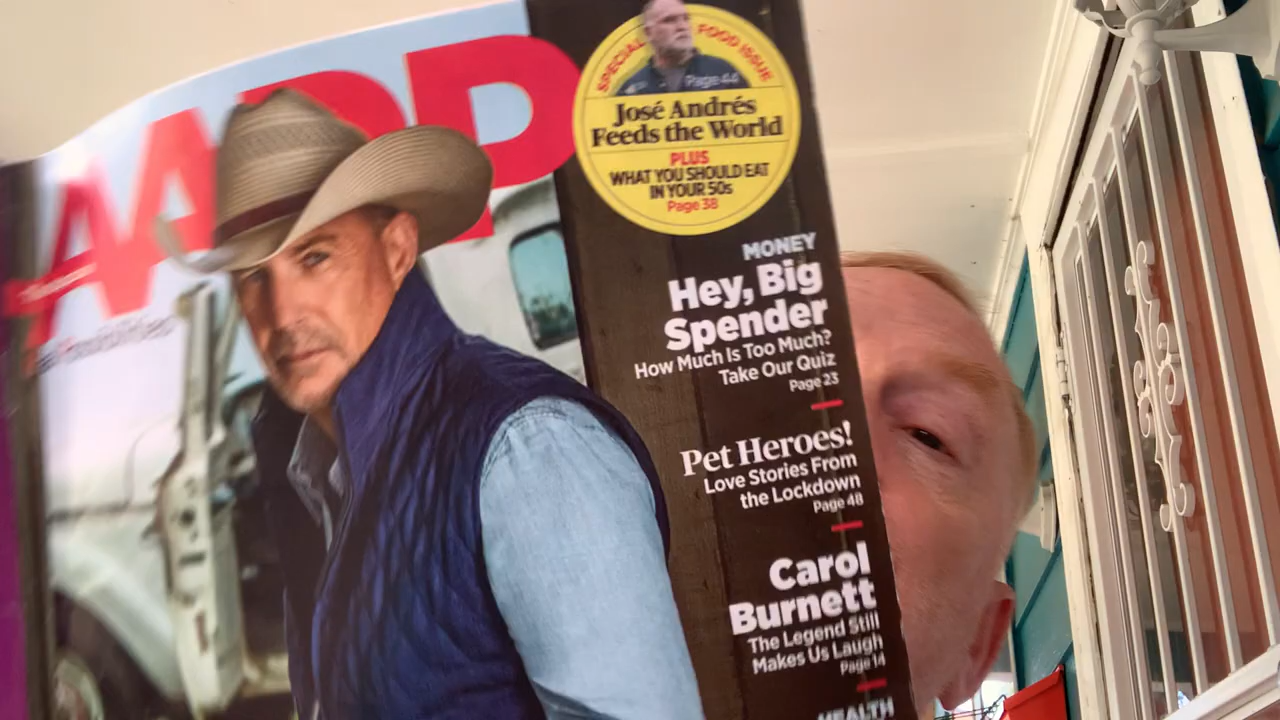 AARP
SPECIAL FOOD ISSUE
Page 44
José Andrés
Feeds the World
PLUS
WHAT YOU SHOULD EAT
IN YOUR 50s
Page 38
MONEY
Hey, Big
Spender
How Much Is Too Much?
Take Our Quiz
Page 23
Pet Heroes!
Love Stories From
the Lockdown
Page 48
Carol
Burnett
The Legend Still
Makes Us Laugh
Page 14
HEALTH